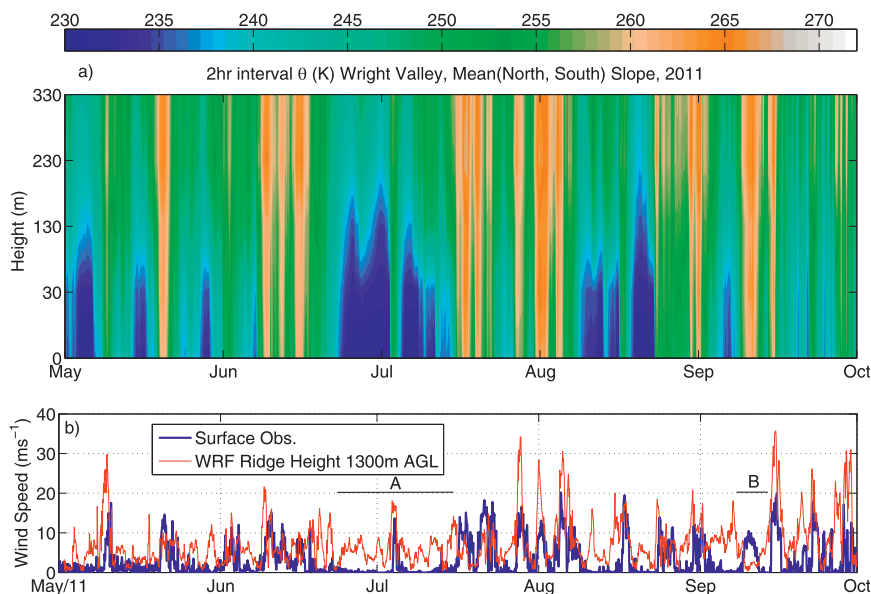 230 235 240 245 250 255 260 265 270
a) 2hr interval θ (K) Wright Valley, Mean(North, South) Slope, 2011
Height (m)
330
230
130
30
0
May Jun Jul Aug Sep Oct
b)
Wind Speed (ms⁻¹)
40
30
20
10
0
Surface Obs.
WRF Ridge Height 1300m AGL
A
B
May/11 Jun Jul Aug Sep Oct